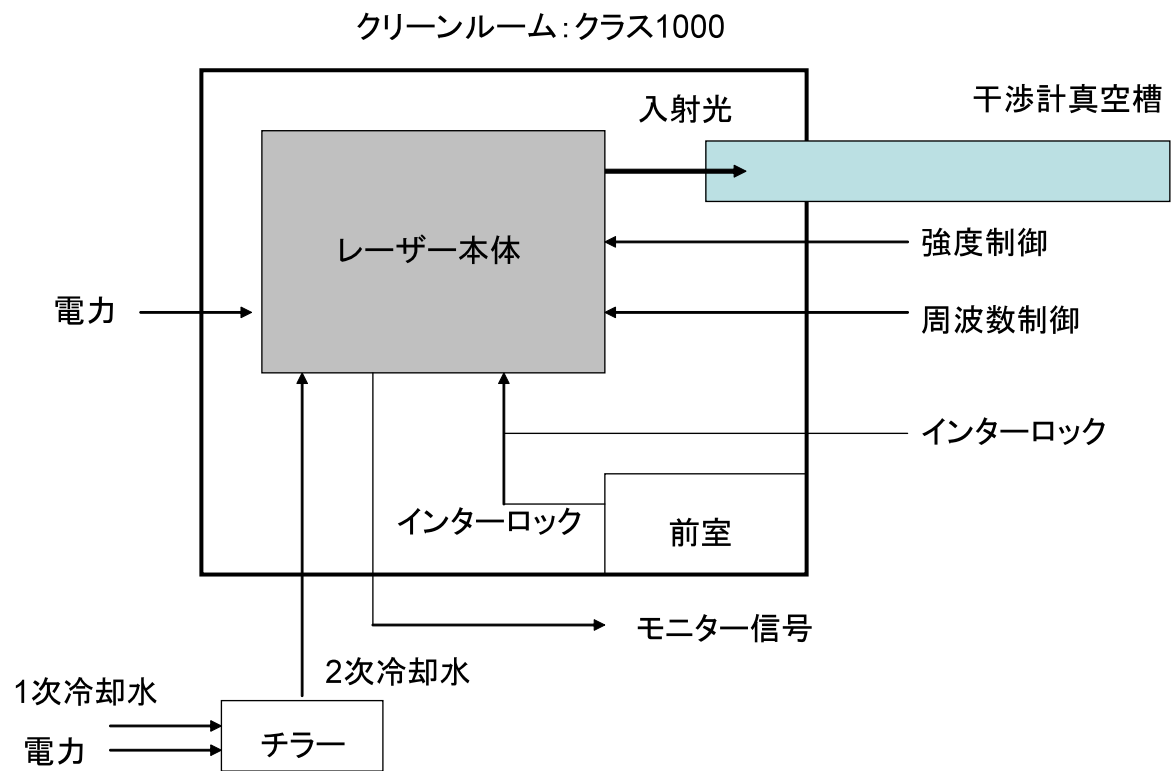 クリーンルーム：クラス1000
干渉計真空槽
入射光
レーザー本体
強度制御
電力
周波数制御
インターロック
インターロック
前室
モニター信号
2次冷却水
1次冷却水
電力
チラー